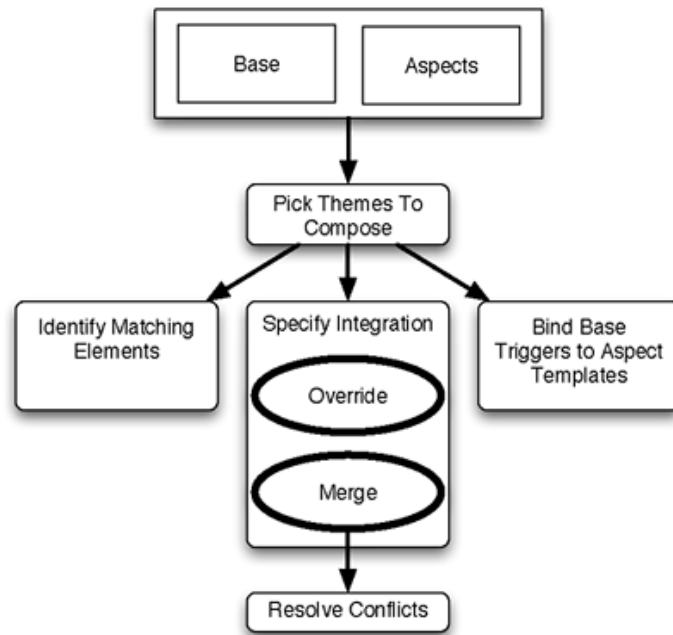 Base
Aspects
Pick Themes To
Compose
Identify Matching
Elements
Specify Integration
Override
Merge
Bind Base
Triggers to Aspect
Templates
Resolve Conflicts